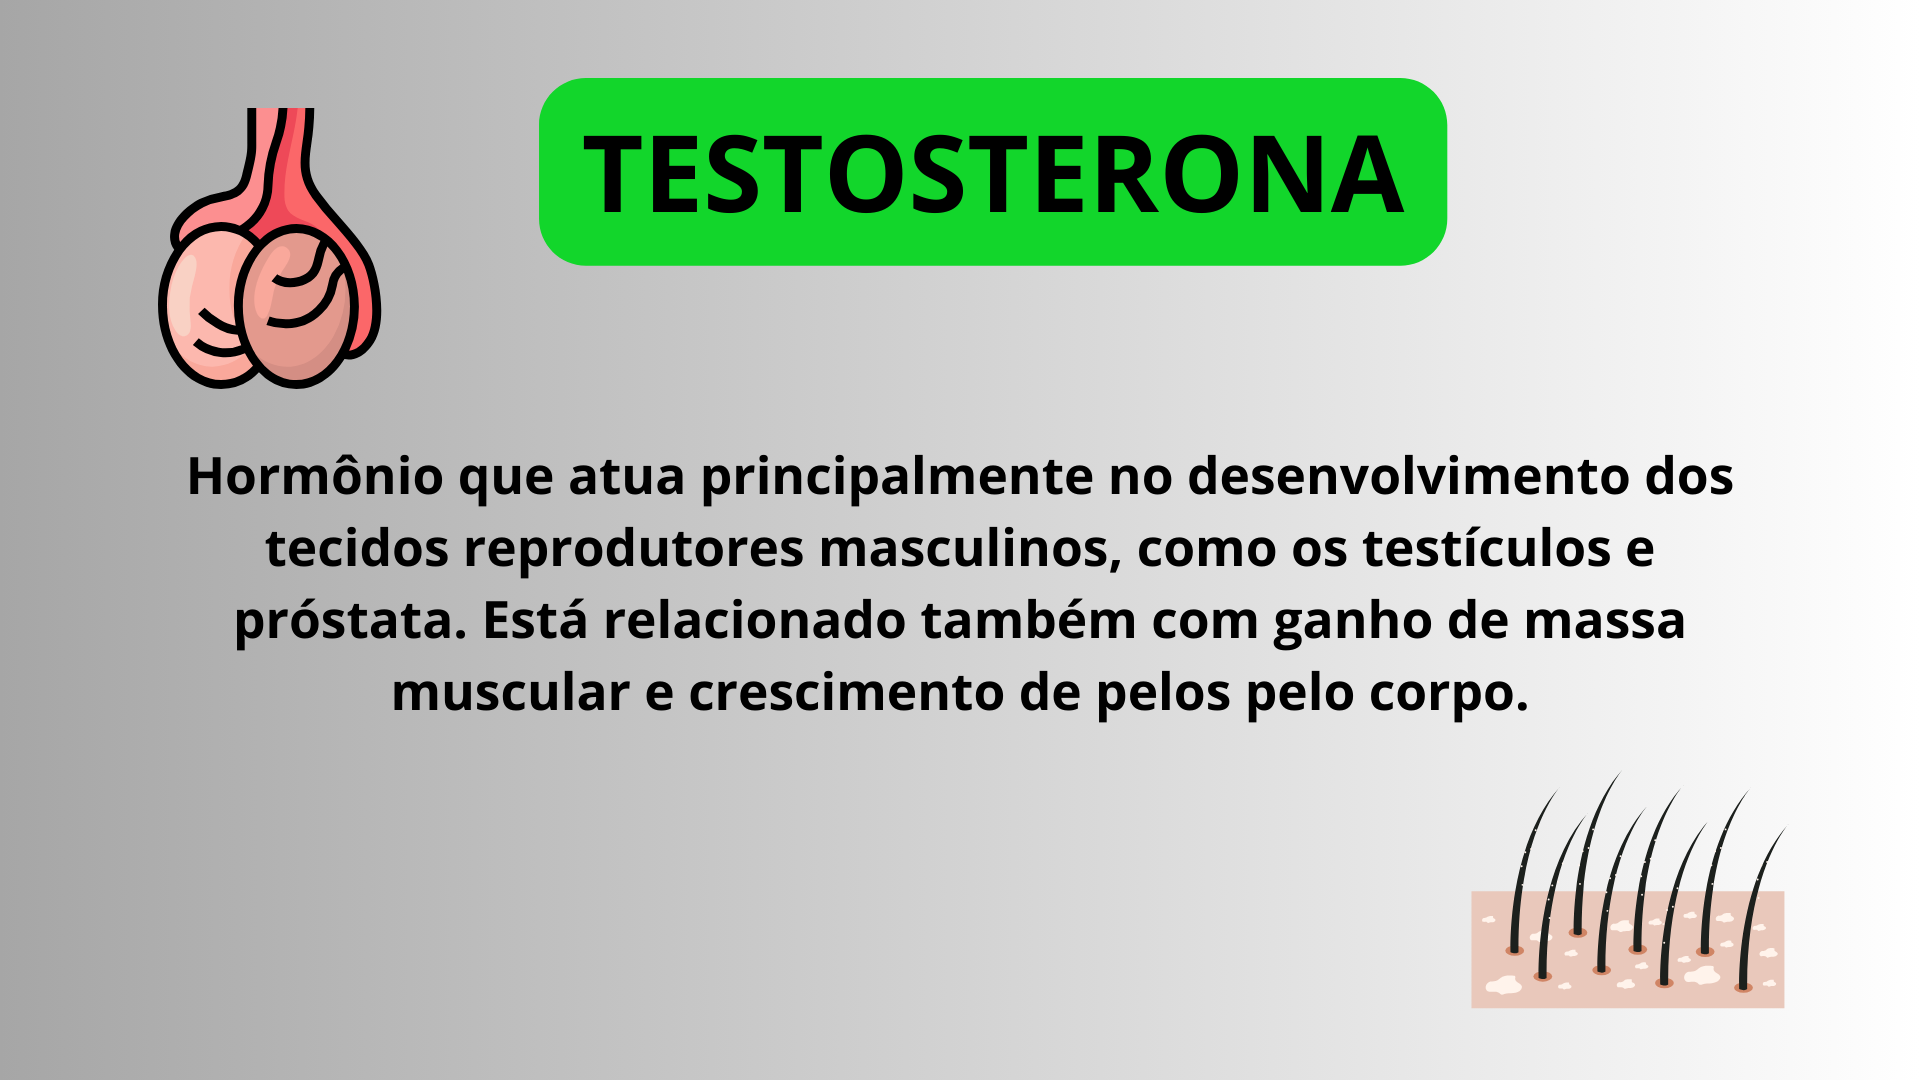 TESTOSTERONA
Hormônio que atua principalmente no desenvolvimento dos
tecidos reprodutores masculinos, como os testículos e
próstata. Está relacionado também com ganho de massa
muscular e crescimento de pelos pelo corpo.